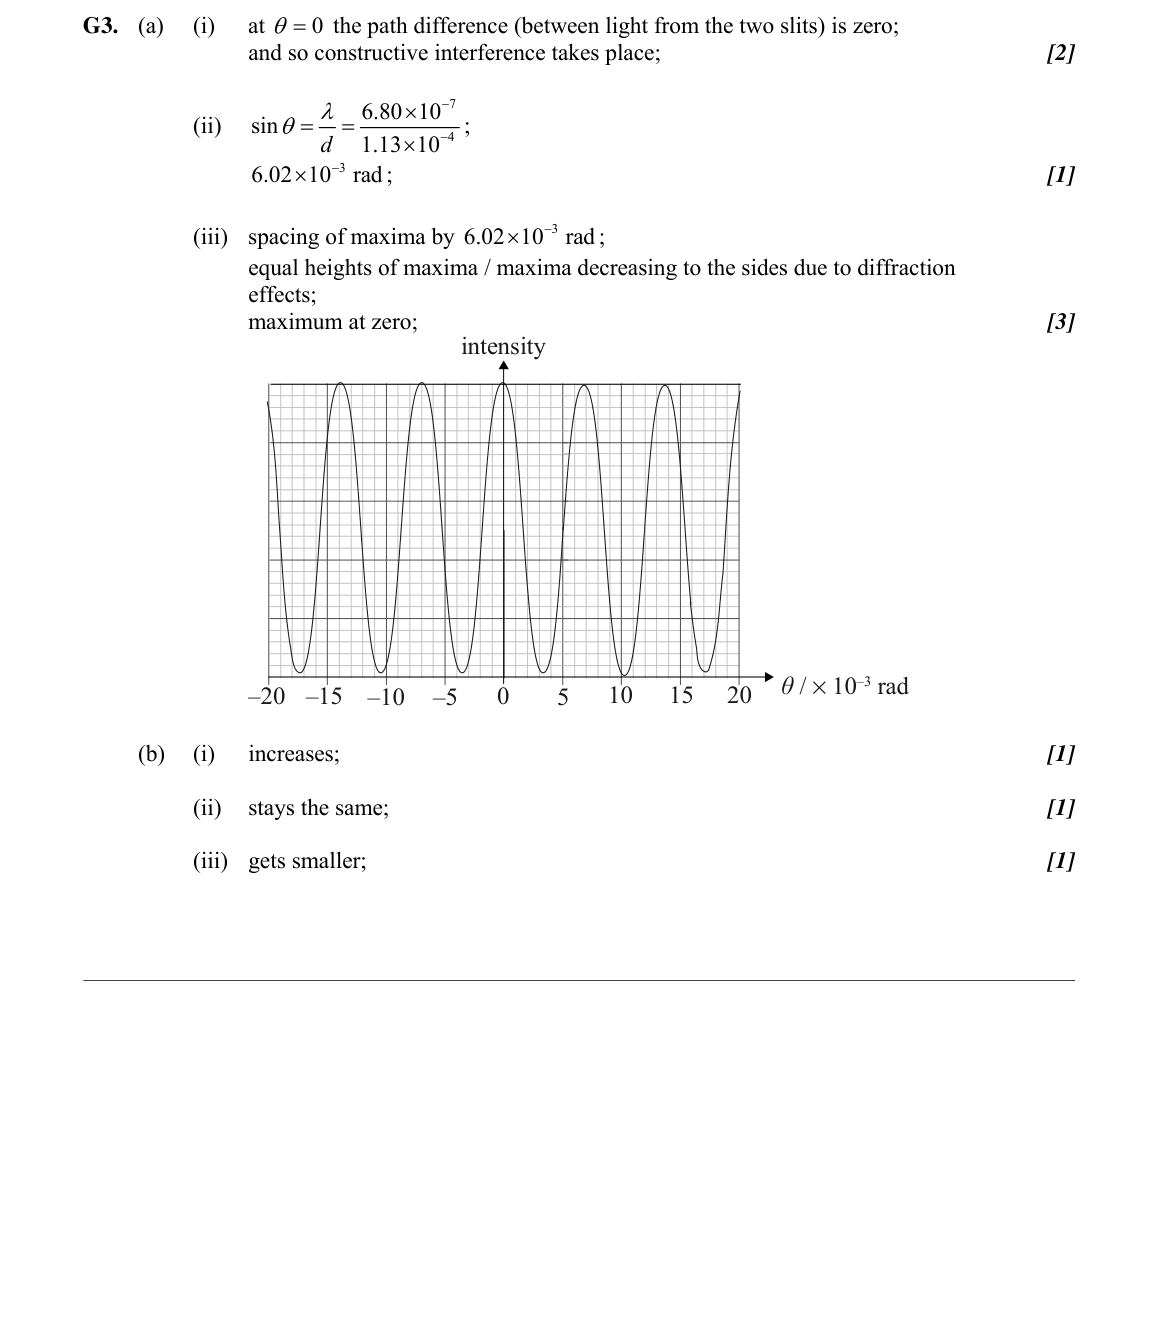 G3. (a) (i) at θ = 0 the path difference (between light from the two slits) is zero;
and so constructive interference takes place; [2]
(ii) sin θ = λ/d = 6.80×10⁻⁷/1.13×10⁻⁴ ;
6.02×10⁻³ rad ; [1]
(iii) spacing of maxima by 6.02×10⁻³ rad ;
equal heights of maxima / maxima decreasing to the sides due to diffraction
effects;
maximum at zero; [3]
intensity
–20 –15 –10 –5 0 5 10 15 20 θ / × 10⁻³ rad
(b) (i) increases; [1]
(ii) stays the same; [1]
(iii) gets smaller; [1]